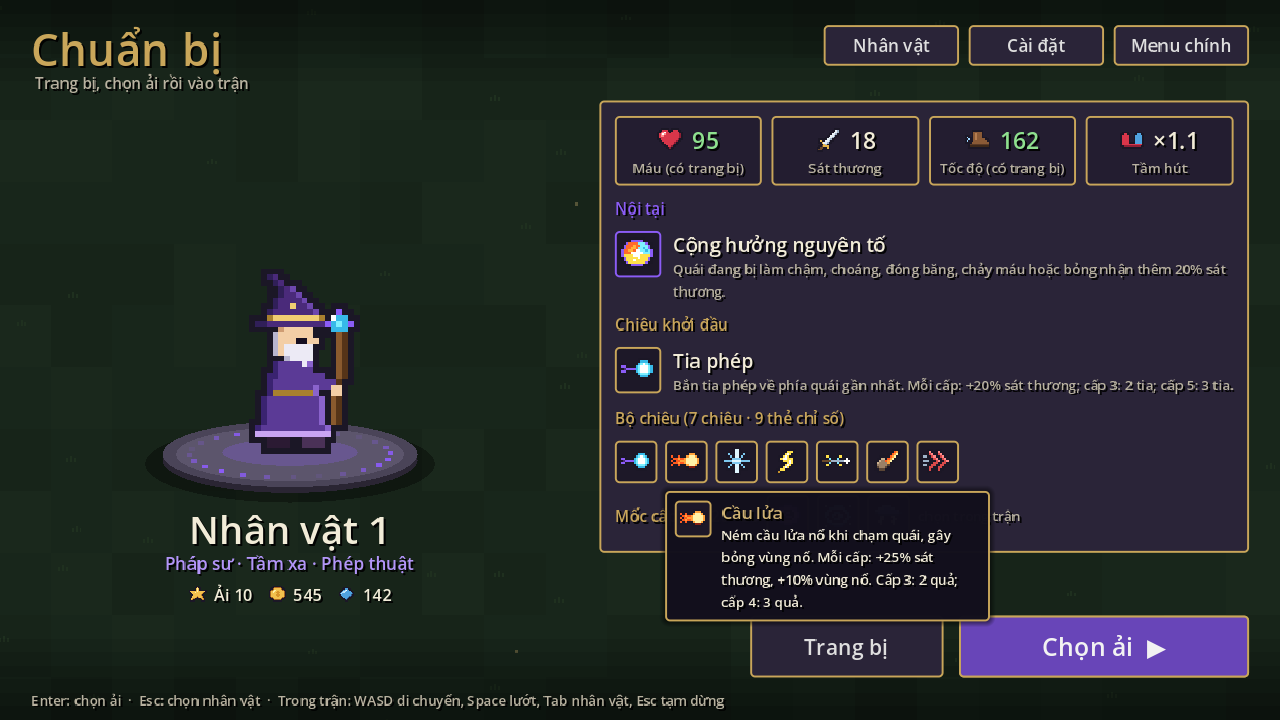 Chuẩn bị
Trang bị, chọn ải rồi vào trận
Nhân vật
Cài đặt
Menu chính
95
Máu (có trang bị)
18
Sát thương
162
Tốc độ (có trang bị)
×1.1
Tầm hút
Nội tại
Cộng hưởng nguyên tố
Quái đang bị làm chậm, choáng, đóng băng, chảy máu hoặc bỏng nhận thêm 20% sát
thương.
Chiêu khởi đầu
Tia phép
Bắn tia phép về phía quái gần nhất. Mỗi cấp: +20% sát thương; cấp 3: 2 tia; cấp 5: 3 tia.
Bộ chiêu (7 chiêu · 9 thẻ chỉ số)
Mốc
trận
Cầu lửa
Ném cầu lửa nổ khi chạm quái, gây
bỏng vùng nổ. Mỗi cấp: +25% sát
thương, +10% vùng nổ. Cấp 3: 2 quả;
cấp 4: 3 quả.
Nhân vật 1
Pháp sư · Tầm xa · Phép thuật
Ải 10
545
142
Trang bị
Chọn ải ▶
Enter: chọn ải · Esc: chọn nhân vật · Trong trận: WASD di chuyển, Space lướt, Tab nhân vật, Esc tạm dừng